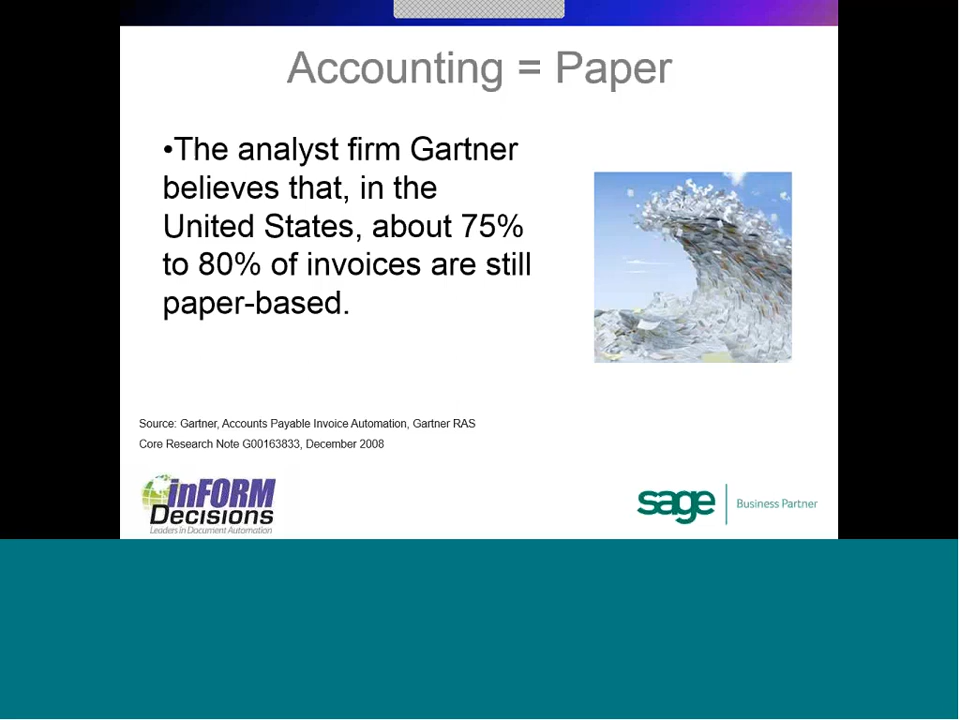 Accounting = Paper
•The analyst firm Gartner
believes that, in the
United States, about 75%
to 80% of invoices are still
paper-based.
Source: Gartner, Accounts Payable Invoice Automation, Gartner RAS
Core Research Note G00163833, December 2008
inFORM
Decisions
Leaders in Document Automation
sage
Business Partner